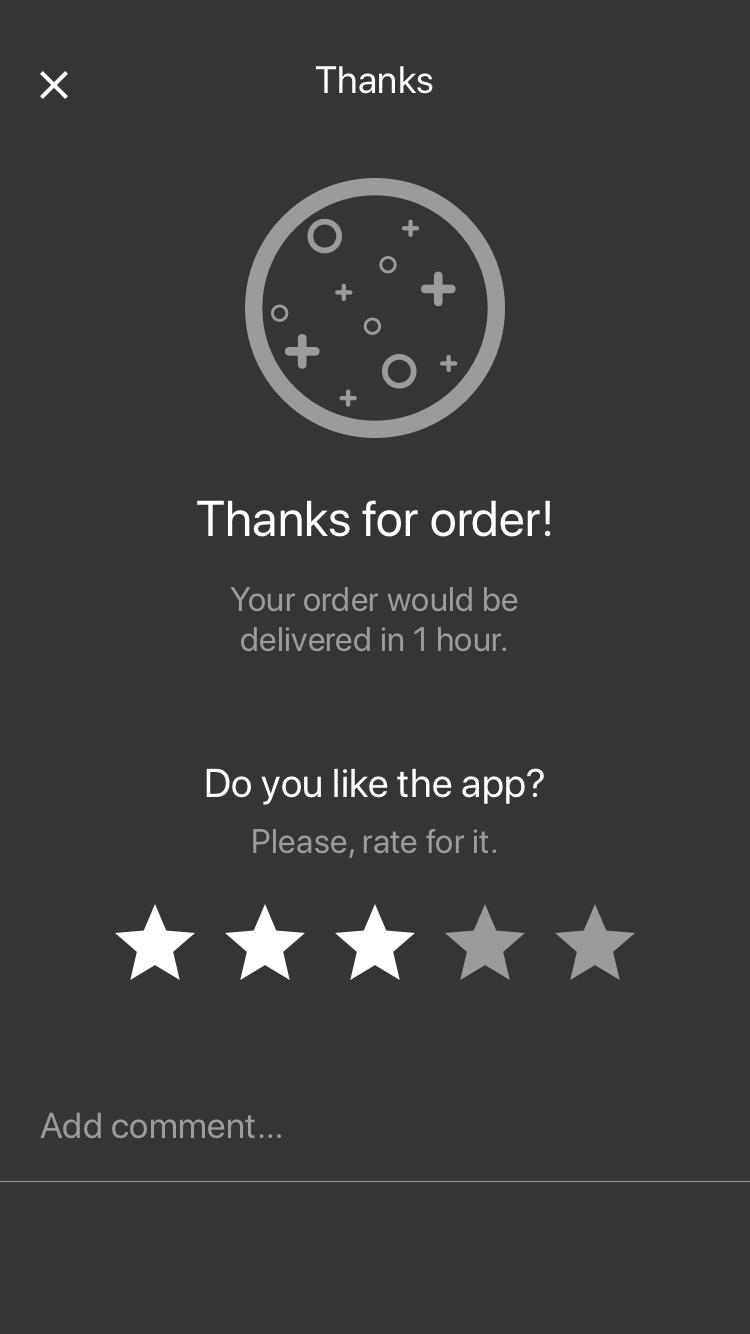 Thanks
Thanks for order!
Your order would be
delivered in 1 hour.
Do you like the app?
Please, rate for it.
Add comment...